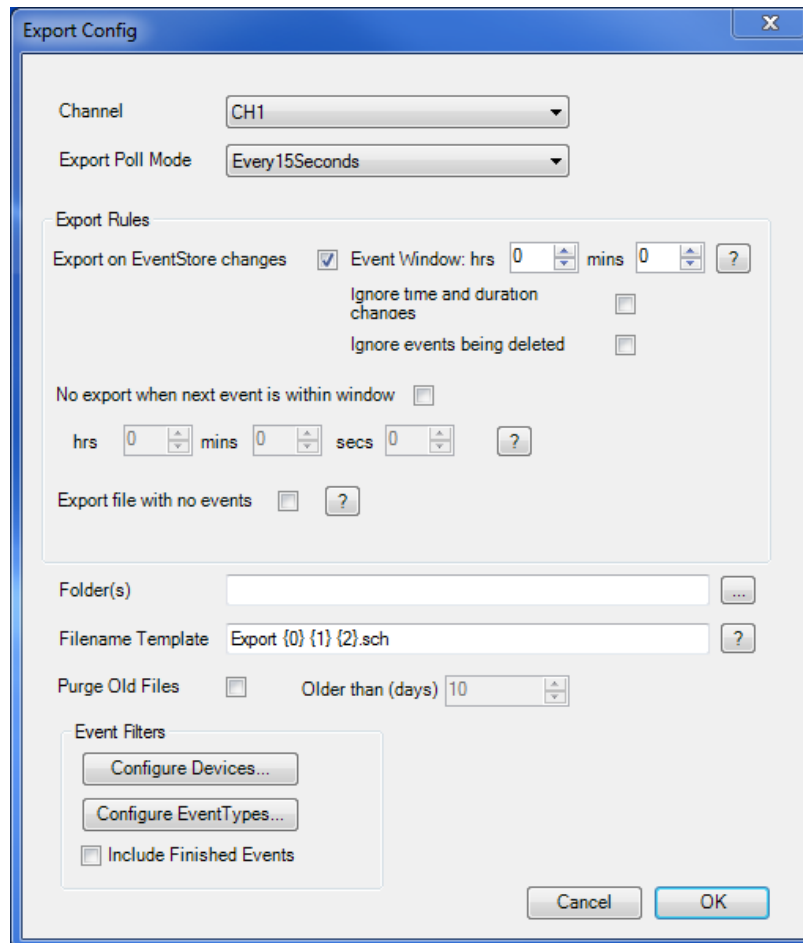 Export Config
X
Channel CH1
Export Poll Mode Every15Seconds
Export Rules
Export on EventStore changes Event Window: hrs 0 mins 0 ?
Ignore time and duration
changes
Ignore events being deleted
No export when next event is within window
hrs 0 mins 0 secs 0 ?
Export file with no events ?
Folder(s) ...
Filename Template Export {0} {1} {2}.sch ?
Purge Old Files Older than (days) 10
Event Filters
Configure Devices...
Configure EventTypes...
Include Finished Events
Cancel OK